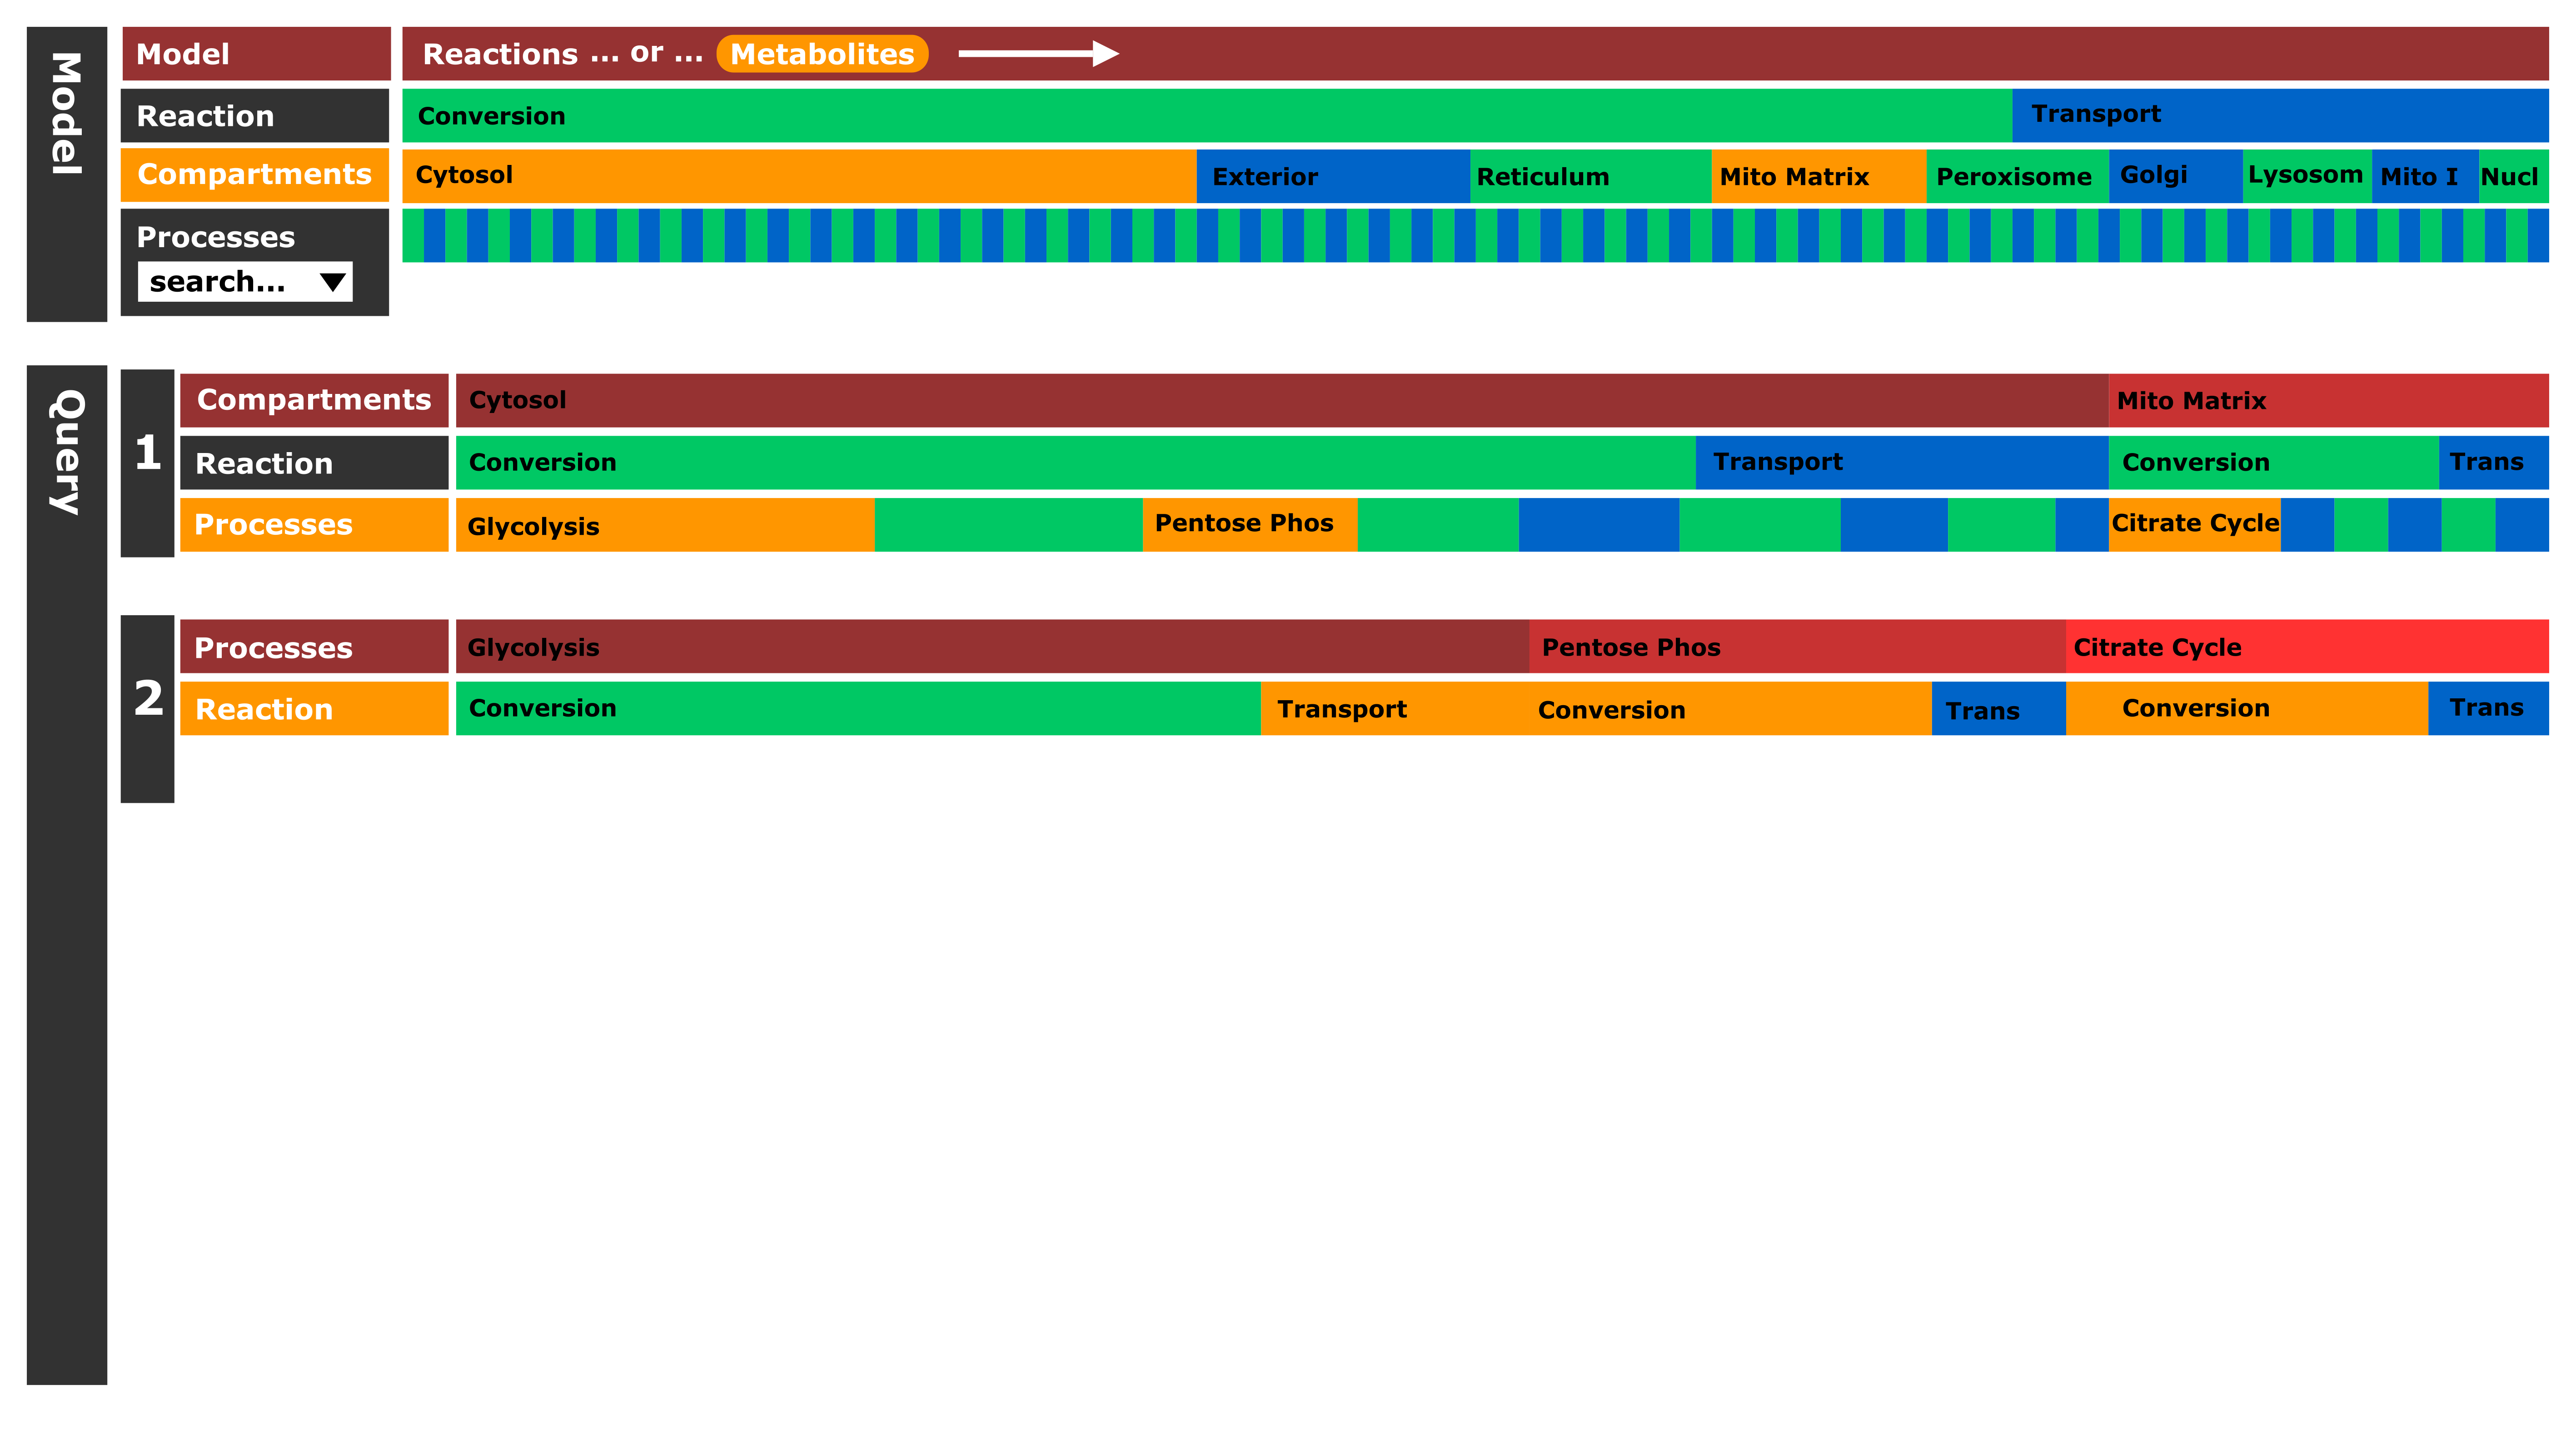 Model
Model
Reactions ... or ... Metabolites
Reaction
Conversion
Transport
Compartments
Cytosol
Exterior
Reticulum
Mito Matrix
Peroxisome
Golgi
Lysosom
Mito I
Nucl
Processes
search...
Query
1
Compartments
Cytosol
Mito Matrix
Reaction
Conversion
Transport
Conversion
Trans
Processes
Glycolysis
Pentose Phos
Citrate Cycle
2
Processes
Glycolysis
Pentose Phos
Citrate Cycle
Reaction
Conversion
Transport
Conversion
Trans
Conversion
Trans